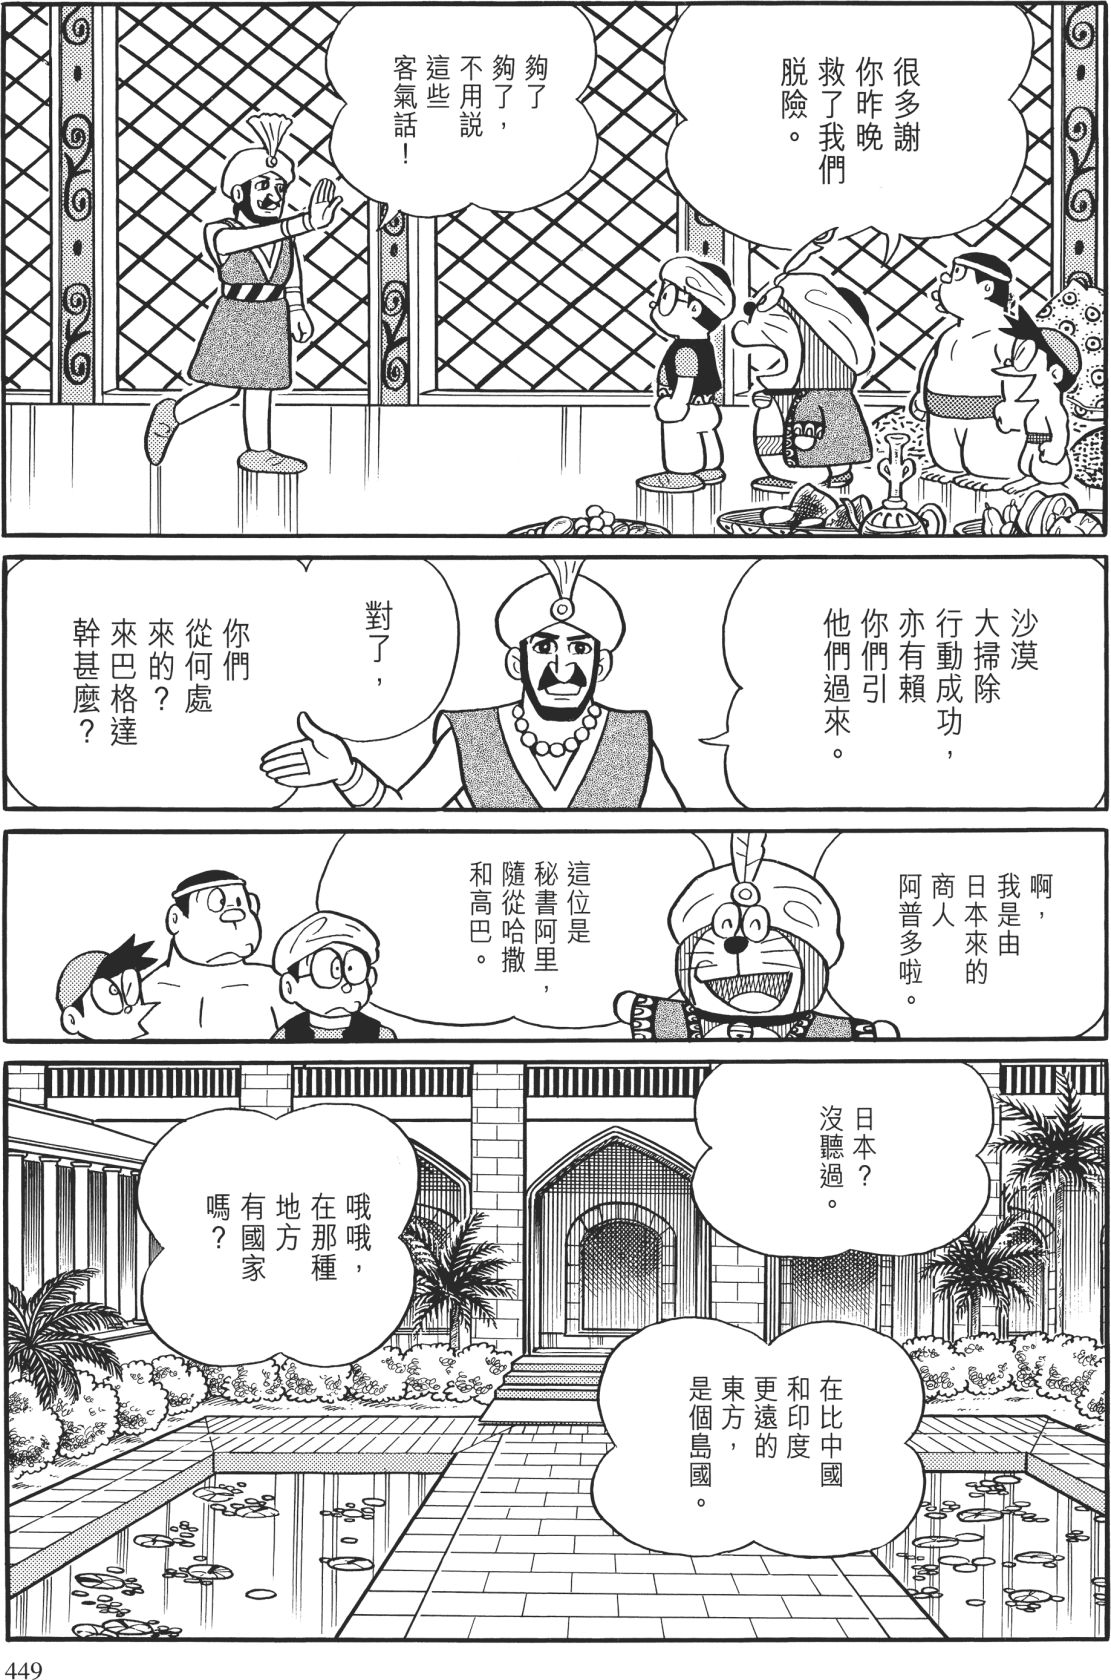 很多謝
你昨晚
救了我們
脱險。
夠了
夠了，
不用説
這些
客氣話！
沙漠
大掃除
行動成功，
亦有賴
你們引
他們過來。
對了，
你們
從何處
來的？
來巴格達
幹甚麼？
啊，
我是由
日本來的
商人
阿普多啦。
這位是
秘書阿里，
隨從哈撒
和高巴。
日本？
沒聽過。
在比中國
和印度
更遠的
東方，
是個島國。
哦哦，
在那種
地方
有國家
嗎？
449